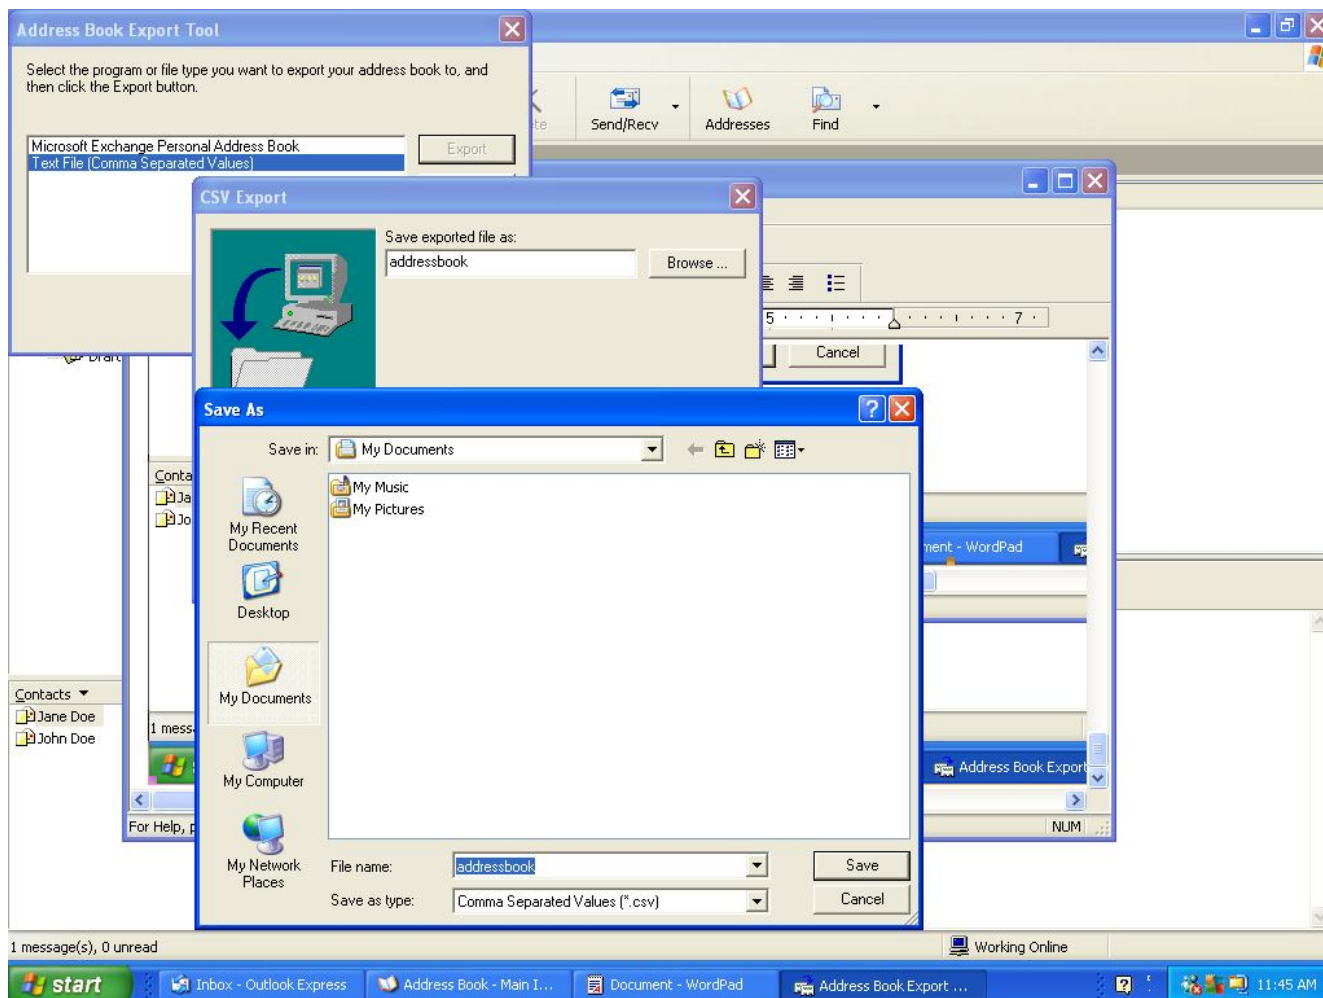 Address Book Export Tool
Select the program or file type you want to export your address book to, and
then click the Export button.
Microsoft Exchange Personal Address Book
Text File (Comma Separated Values)
Export
Send/Recv
Addresses
Find
CSV Export
Save exported file as:
addressbook
Browse ...
5
7
Cancel
Save As
Save in:
My Documents
My Music
My Pictures
My Recent
Documents
Desktop
My Documents
My Computer
My Network
Places
File name:
addressbook
Save
Save as type:
Comma Separated Values (*.csv)
Cancel
Contacts
Jane Doe
John Doe
1 mess
- WordPad
Address Book Export
For Help,
NUM
1 message(s), 0 unread
Working Online
start
Inbox - Outlook Express
Address Book - Main I...
Document - WordPad
Address Book Export ...
11:45 AM